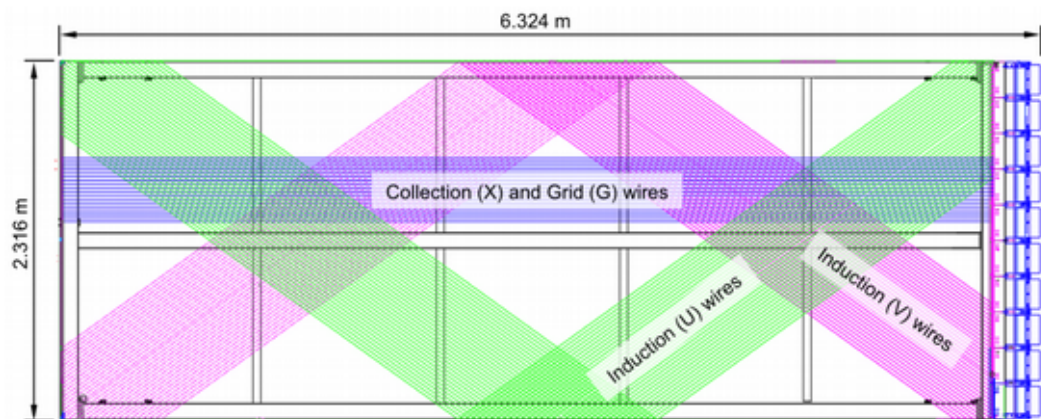 6.324 m
2.316 m
Collection (X) and Grid (G) wires
Induction (U) wires
Induction (V) wires